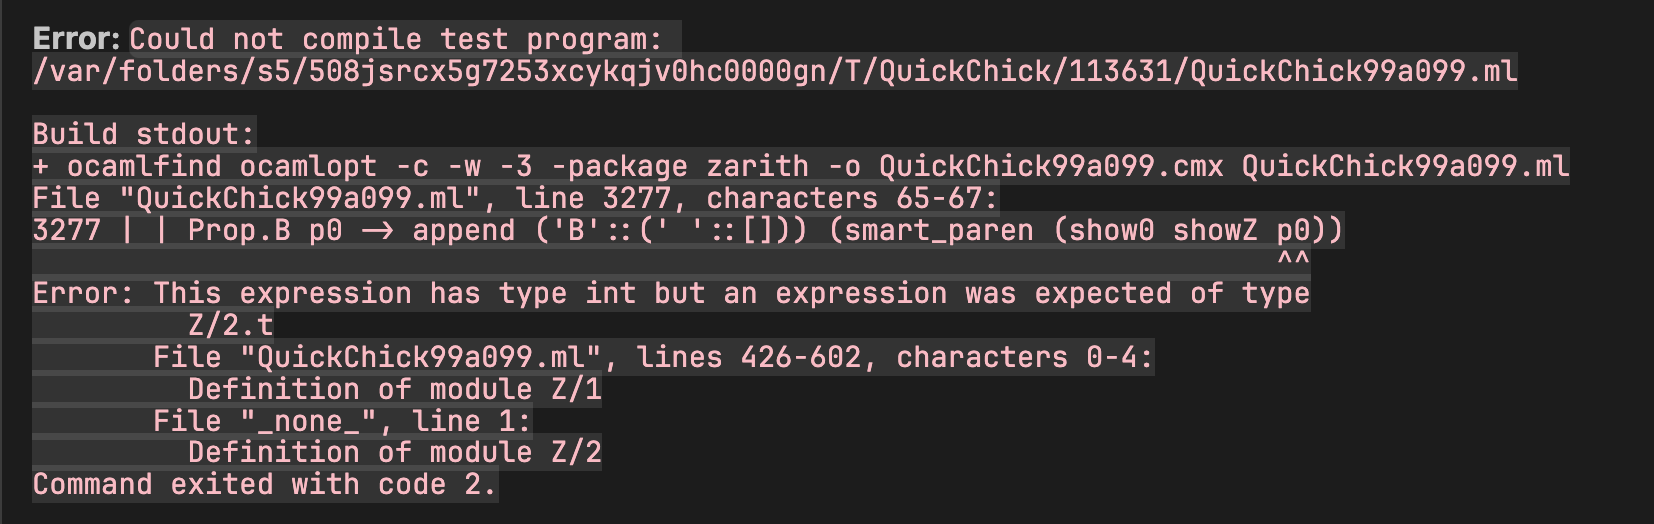 Error: Could not compile test program:
/var/folders/s5/508jsrcx5g7253xcykqjv0hc0000gn/T/QuickChick/113631/QuickChick99a099.ml
Build stdout:
+ ocamlfind ocamlopt -c -w -3 -package zarith -o QuickChick99a099.cmx QuickChick99a099.ml
File "QuickChick99a099.ml", line 3277, characters 65-67:
3277 | | Prop.B p0 -> append ('B'::(' '::[])) (smart_paren (show0 showZ p0))
^^
Error: This expression has type int but an expression was expected of type
Z/2.t
File "QuickChick99a099.ml", lines 426-602, characters 0-4:
Definition of module Z/1
File "_none_", line 1:
Definition of module Z/2
Command exited with code 2.